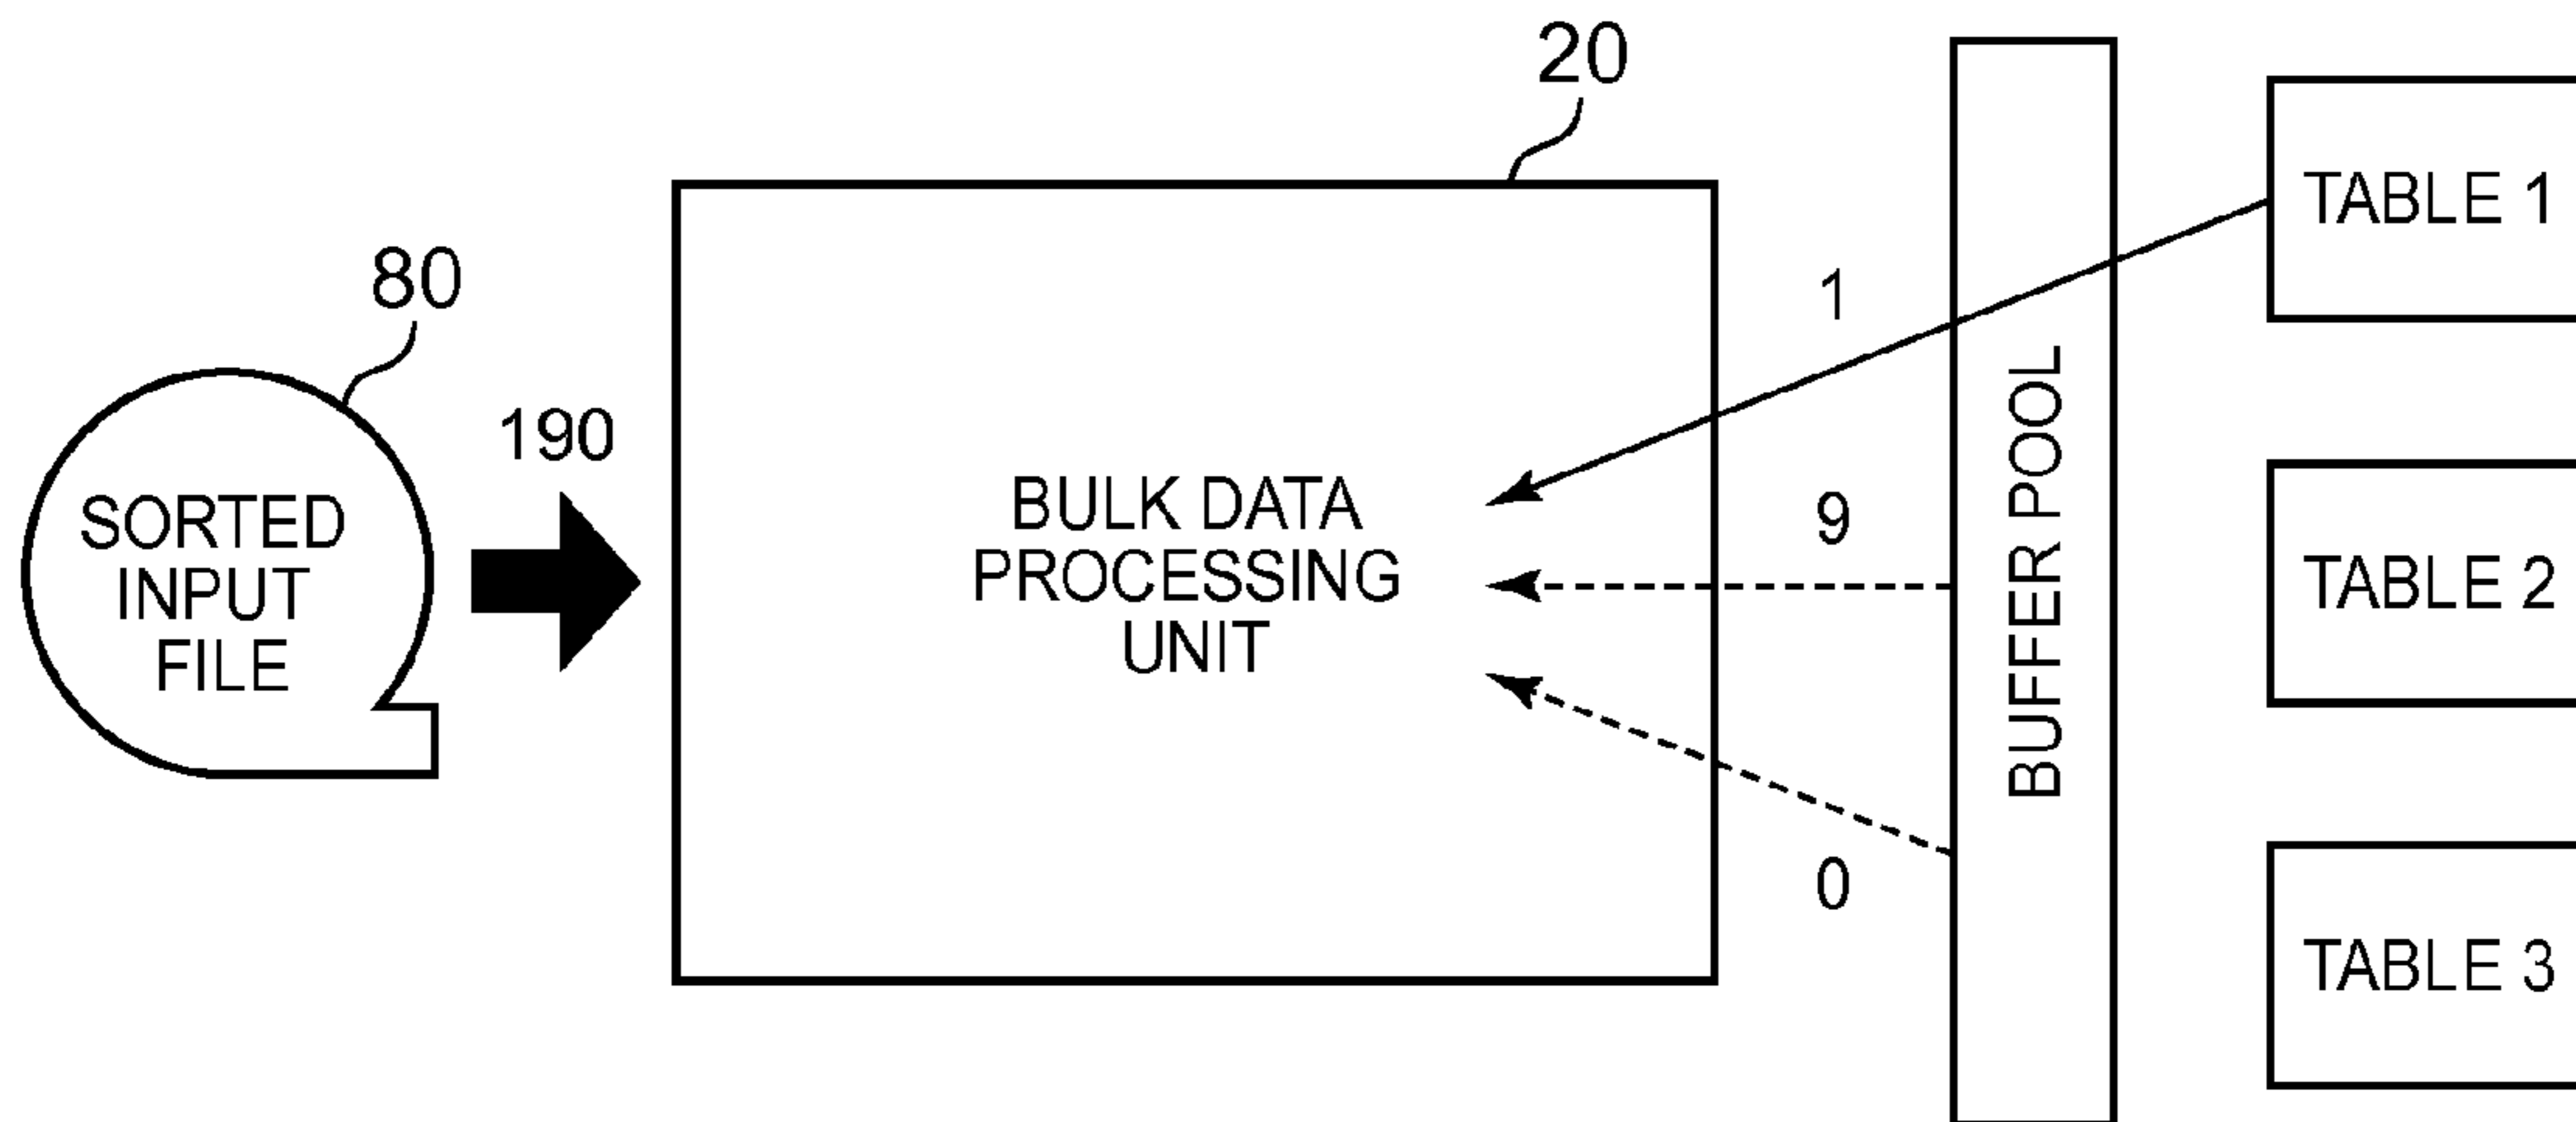 20
80
190
SORTED
INPUT
FILE
BULK DATA
PROCESSING
UNIT
1
9
0
BUFFER POOL
TABLE 1
TABLE 2
TABLE 3